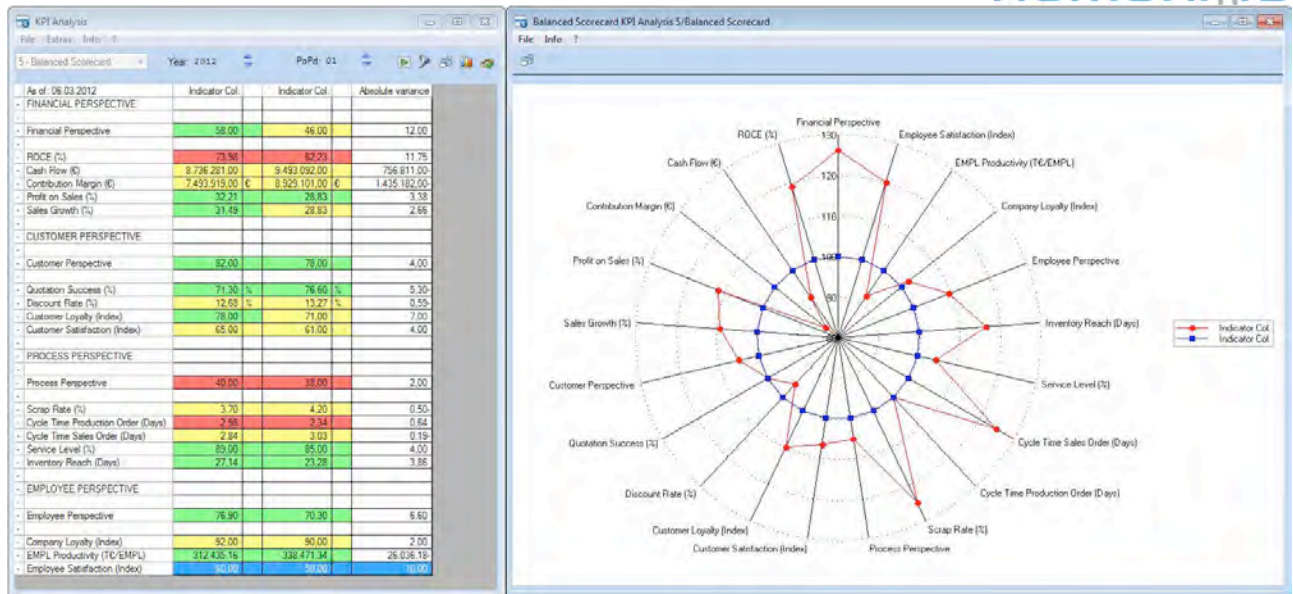 KPI Analysis
File Extras Info ?
5 - Balanced Scorecard Year: 2012 PoPd: 01
As of: 06.03.2012 Indicator Col. Indicator Col. Absolute variance
- FINANCIAL PERSPECTIVE
-
- Financial Perspective 58,00 46,00 12,00
-
- ROCE (%) 73,98 62,23 11,75
- Cash Flow (€) 8.736.281,00 9.493.092,00 756.811,00-
- Contribution Margin (€) 7.493.919,00 € 8.929.101,00 € 1.435.182,00-
- Profit on Sales (%) 32,21 28,83 3,38
- Sales Growth (%) 31,49 28,83 2,66
-
- CUSTOMER PERSPECTIVE
-
- Customer Perspective 82,00 78,00 4,00
-
- Quotation Success (%) 71,30 % 76,60 % 5,30-
- Discount Rate (%) 12,68 % 13,27 % 0,59-
- Customer Loyalty (Index) 78,00 71,00 7,00
- Customer Satisfaction (Index) 65,00 61,00 4,00
-
- PROCESS PERSPECTIVE
-
- Process Perspective 40,00 38,00 2,00
-
- Scrap Rate (%) 3,70 4,20 0,50-
- Cycle Time Production Order (Days) 2,98 2,34 0,64
- Cycle Time Sales Order (Days) 2,84 3,03 0,19-
- Service Level (%) 89,00 85,00 4,00
- Inventory Reach (Days) 27,14 23,28 3,86
-
- EMPLOYEE PERSPECTIVE
-
- Employee Perspective 76,90 70,30 6,60
-
- Company Loyalty (Index) 92,00 90,00 2,00
- EMPL Productivity (T€/EMPL) 312.435,16 338.471,34 26.036,18-
- Employee Satisfaction (Index) 60,00 50,00 10,00
Balanced Scorecard KPI Analysis 5/Balanced Scorecard
File Info ?
Financial Perspective
130
ROCE (%)
Employee Satisfaction (Index)
Cash Flow (€)
EMPL Productivity (T€/EMPL)
120
Contribution Margin (€)
Company Loyalty (Index)
110
Profit on Sales (%)
100
Employee Perspective
90
Sales Growth (%)
Inventory Reach (Days)
Indicator Col.
Indicator Col.
Customer Perspective
Service Level (%)
Quotation Success (%)
Cycle Time Sales Order (Days)
Discount Rate (%)
Cycle Time Production Order (Days)
Customer Loyalty (Index)
Scrap Rate (%)
Customer Satisfaction (Index)
Process Perspective